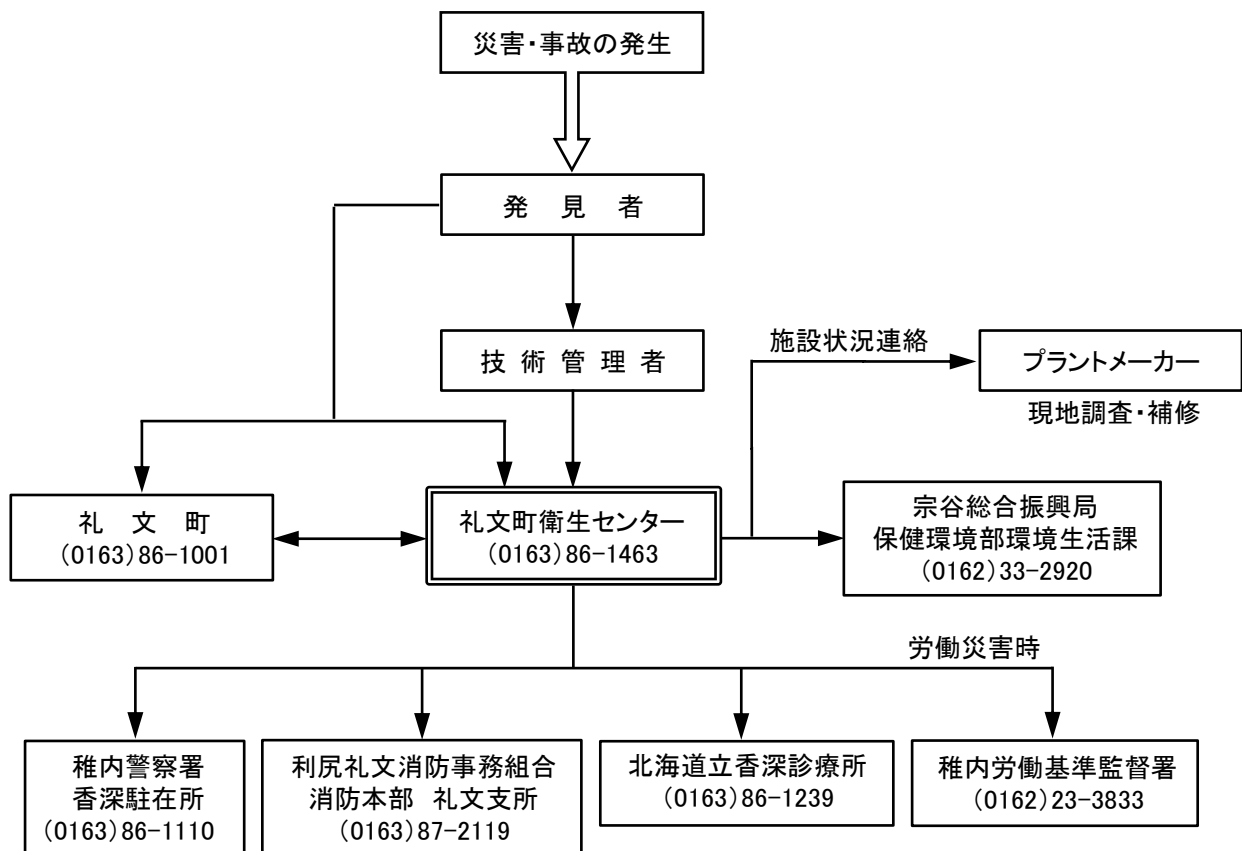 災害・事故の発生
発見者
技術管理者
施設状況連絡
プラントメーカー
現地調査・補修
礼文町
(0163)86-1001
礼文町衛生センター
(0163)86-1463
宗谷総合振興局
保健環境部環境生活課
(0162)33-2920
労働災害時
稚内警察署
香深駐在所
(0163)86-1110
利尻礼文消防事務組合
消防本部 礼文支所
(0163)87-2119
北海道立香深診療所
(0163)86-1239
稚内労働基準監督署
(0162)23-3833